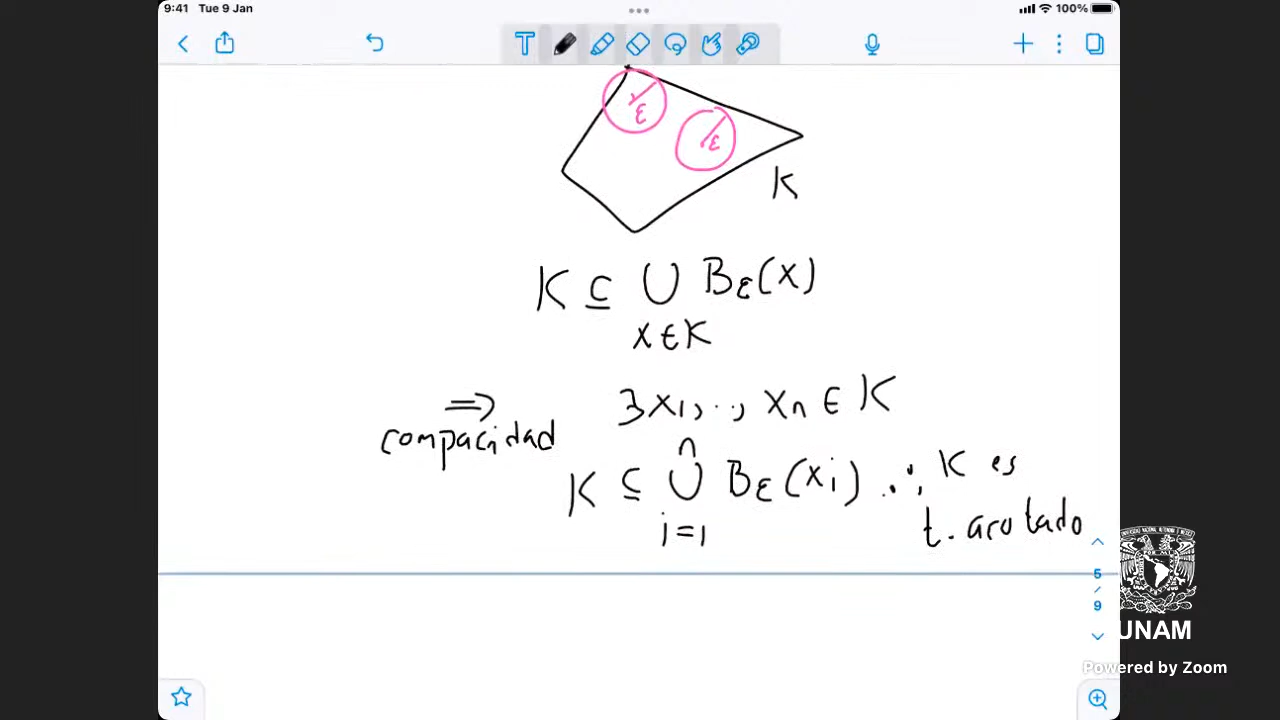 9:41 Tue 9 Jan
100%
T
ε
ε
K
K ⊆ ∪ Bε(x)
x ∈ K
⟹ ∃ x1, .., xn ∈ K
compacidad
n
K ⊆ ∪ Bε(xi) ∴ K es
i=1
t. acotado
5
9
UNAM
Powered by Zoom